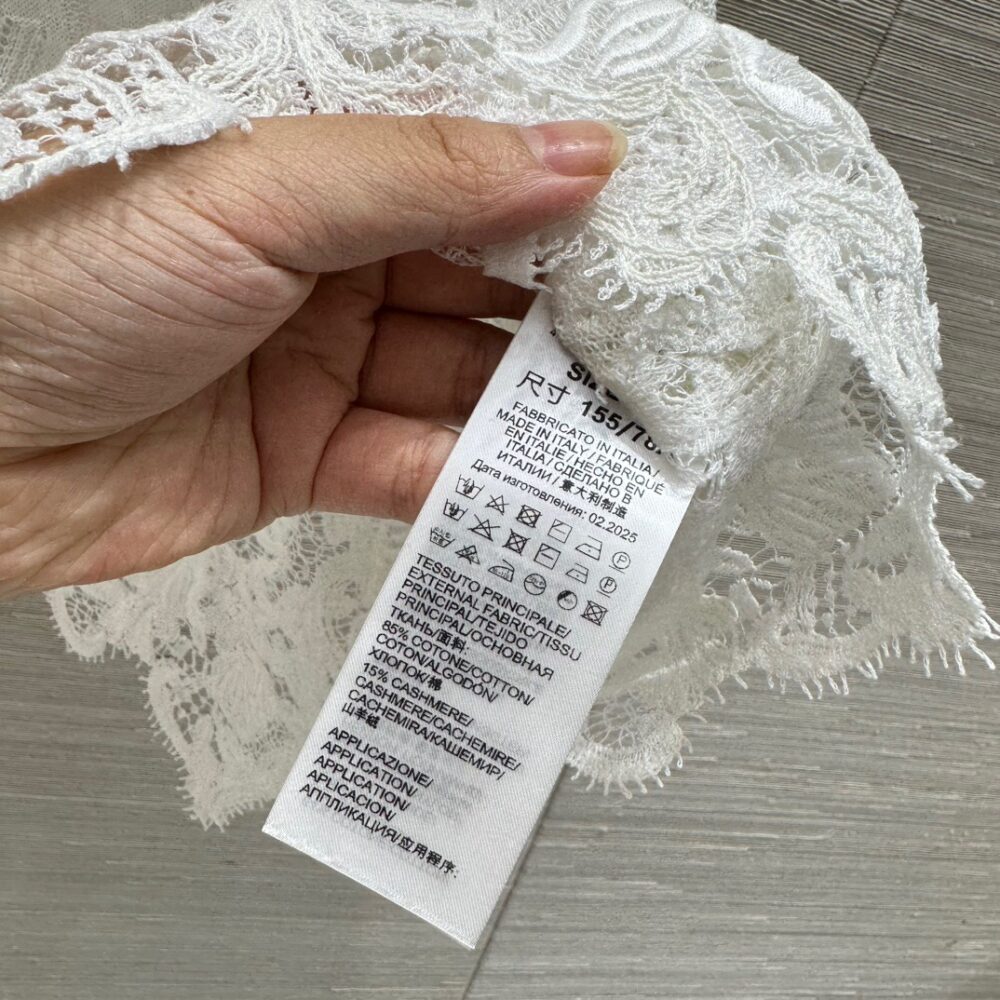 尺寸 155/78
FABBRICATO IN ITALIA/
MADE IN ITALY / FABRIQUÉ
EN ITALIE / HECHO EN
ITALIA / СДЕЛАНО В
ИТАЛИИ / 意大利制造
Дата изготовления: 02.2025
TESSUTO PRINCIPALE/
EXTERNAL FABRIC/TISSU
PRINCIPAL/TEJIDO
PRINCIPAL/ОСНОВНАЯ
ТКАНЬ/面料:
85% COTONE/COTTON/
COTON/ALGODÓN/
ХЛОПОК/棉
15% CASHMERE/
CASHMERE/CACHEMIRE/
CACHEMIRA/КАШЕМИР/
山羊绒
APPLICAZIONE/
APPLICATION/
APPLICATION/
APLICACION/
АППЛИКАЦИЯ/应用程序: